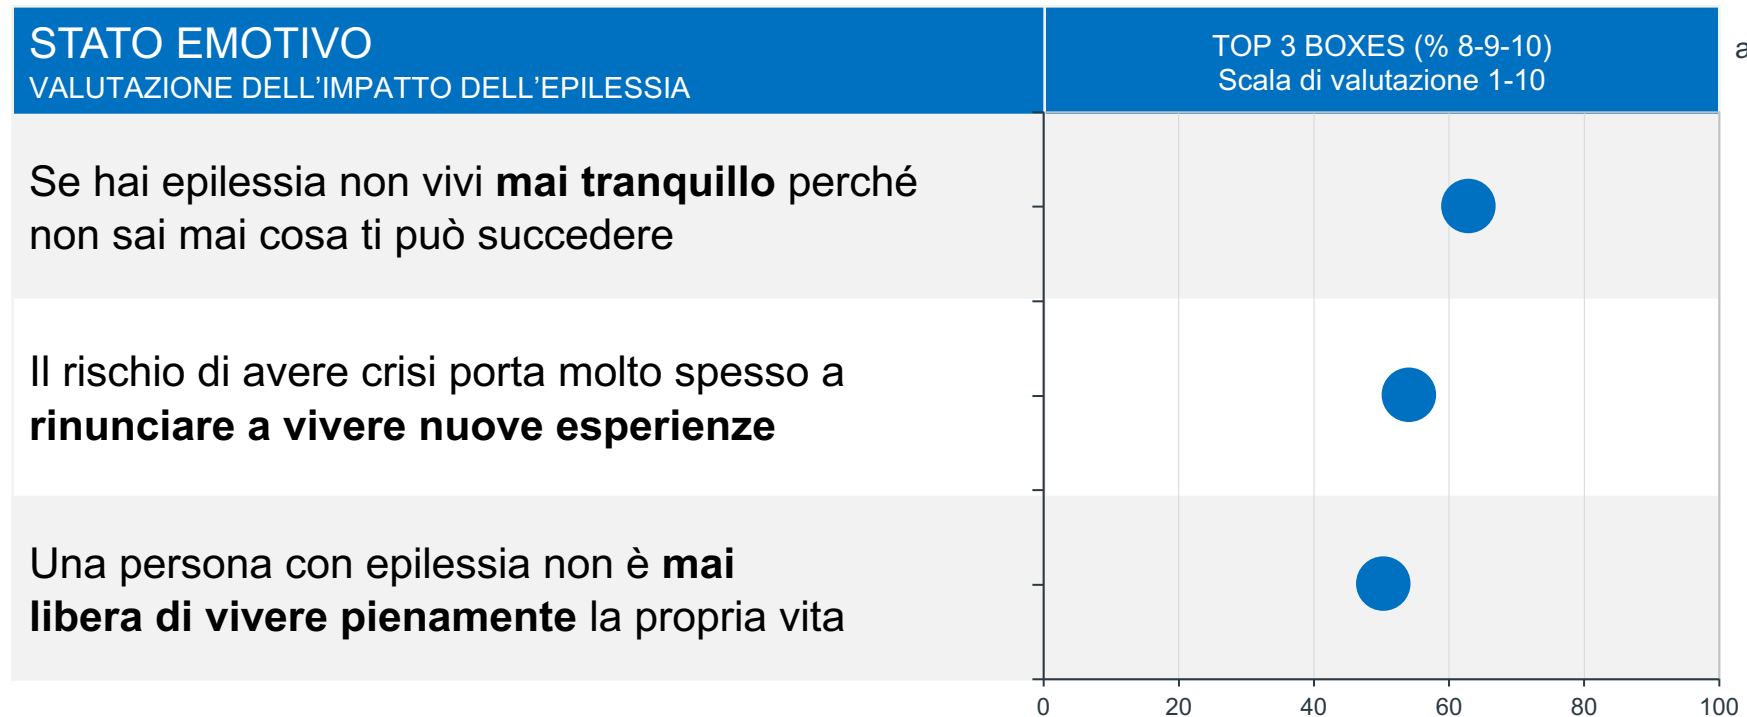 STATO EMOTIVO
VALUTAZIONE DELL’IMPATTO DELL’EPILESSIA
TOP 3 BOXES (% 8-9-10)
Scala di valutazione 1-10
a
Se hai epilessia non vivi mai tranquillo perché
non sai mai cosa ti può succedere
Il rischio di avere crisi porta molto spesso a
rinunciare a vivere nuove esperienze
Una persona con epilessia non è mai
libera di vivere pienamente la propria vita
0 20 40 60 80 100